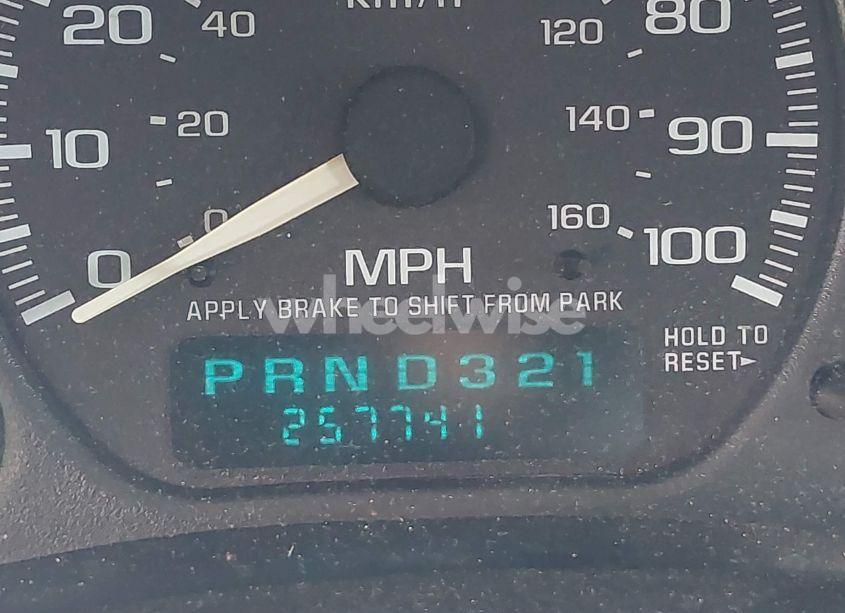 Km/h
20 40 120 80
10 20 140 90
0 0 160 100
MPH
APPLY BRAKE TO SHIFT FROM PARK
wheelwise
HOLD TO
RESET
PRND321
257741